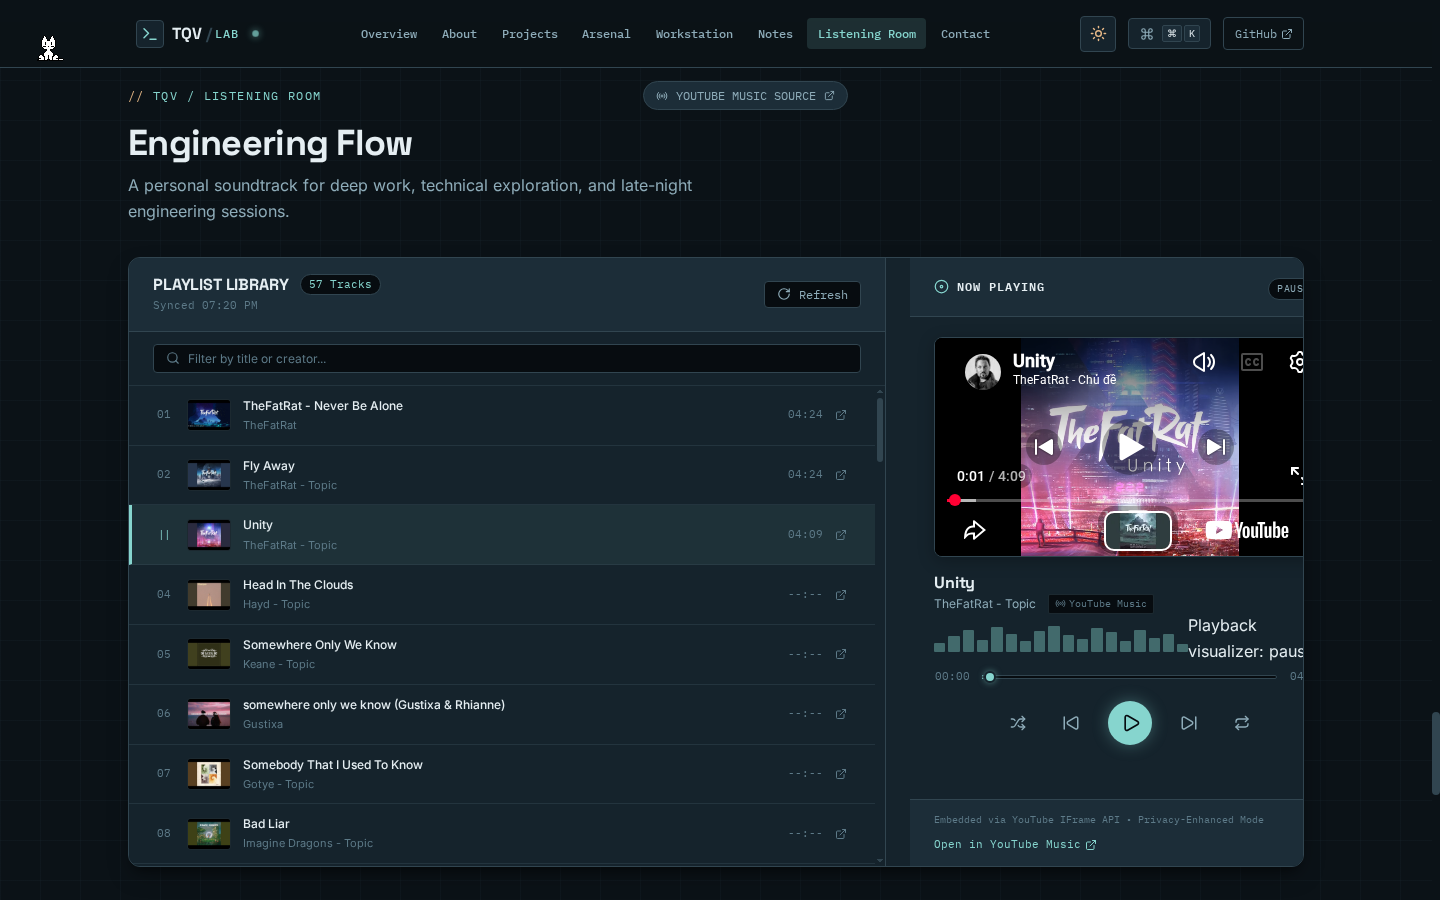 TQV / LAB
Overview
About
Projects
Arsenal
Workstation
Notes
Listening Room
Contact
⌘ ⌘ K
GitHub
// TQV / LISTENING ROOM
YOUTUBE MUSIC SOURCE
Engineering Flow
A personal soundtrack for deep work, technical exploration, and late-night
engineering sessions.
PLAYLIST LIBRARY
57 Tracks
Synced 07:20 PM
Refresh
Filter by title or creator...
01
TheFatRat - Never Be Alone
TheFatRat
04:24
02
Fly Away
TheFatRat - Topic
04:24
Unity
TheFatRat - Topic
04:09
04
Head In The Clouds
Hayd - Topic
--:--
05
Somewhere Only We Know
Keane - Topic
--:--
06
somewhere only we know (Gustixa & Rhianne)
Gustixa
--:--
07
Somebody That I Used To Know
Gotye - Topic
--:--
08
Bad Liar
Imagine Dragons - Topic
--:--
NOW PLAYING
PAUS
Unity
TheFatRat - Chủ đề
CC
TheFatRat
Unity
0:01 / 4:09
YouTube
Unity
TheFatRat - Topic
YouTube Music
Playback
visualizer: paus
00:00
04
Embedded via YouTube IFrame API • Privacy-Enhanced Mode
Open in YouTube Music